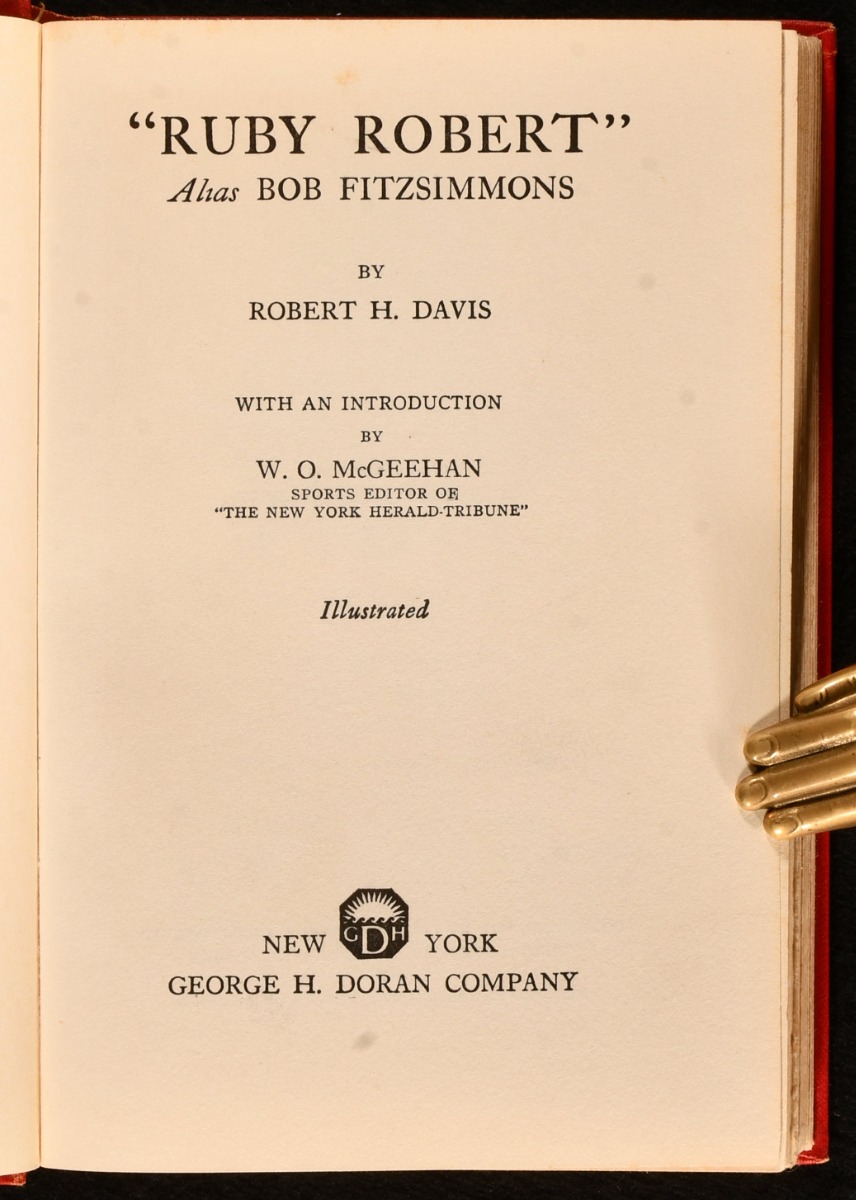 “RUBY ROBERT”
Alias BOB FITZSIMMONS
BY
ROBERT H. DAVIS
WITH AN INTRODUCTION
BY
W. O. McGEEHAN
SPORTS EDITOR OF
“THE NEW YORK HERALD-TRIBUNE”
Illustrated
NEW GDH YORK
GEORGE H. DORAN COMPANY